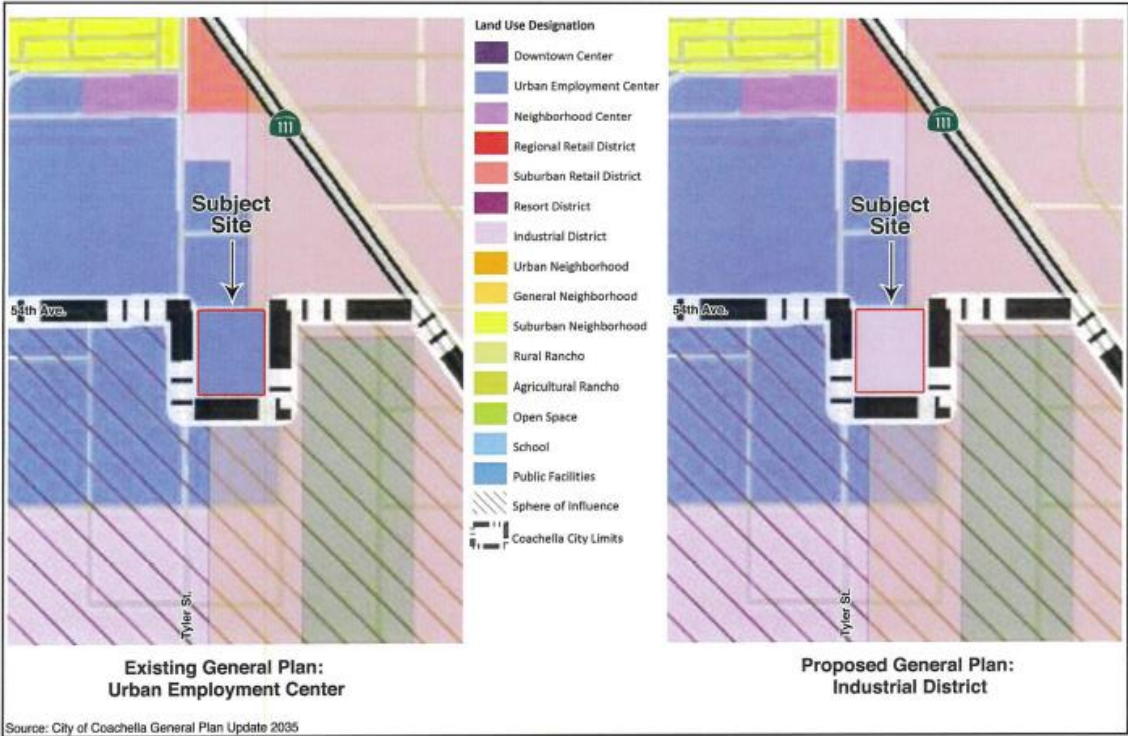 Land Use Designation
Downtown Center
Urban Employment Center
Neighborhood Center
Regional Retail District
Suburban Retail District
Resort District
Industrial District
Urban Neighborhood
General Neighborhood
Suburban Neighborhood
Rural Rancho
Agricultural Rancho
Open Space
School
Public Facilities
Sphere of Influence
Coachella City Limits
111
Subject
Site
54th Ave.
Tyler St.
Existing General Plan:
Urban Employment Center
111
Subject
Site
54th Ave.
Tyler St.
Proposed General Plan:
Industrial District
Source: City of Coachella General Plan Update 2035